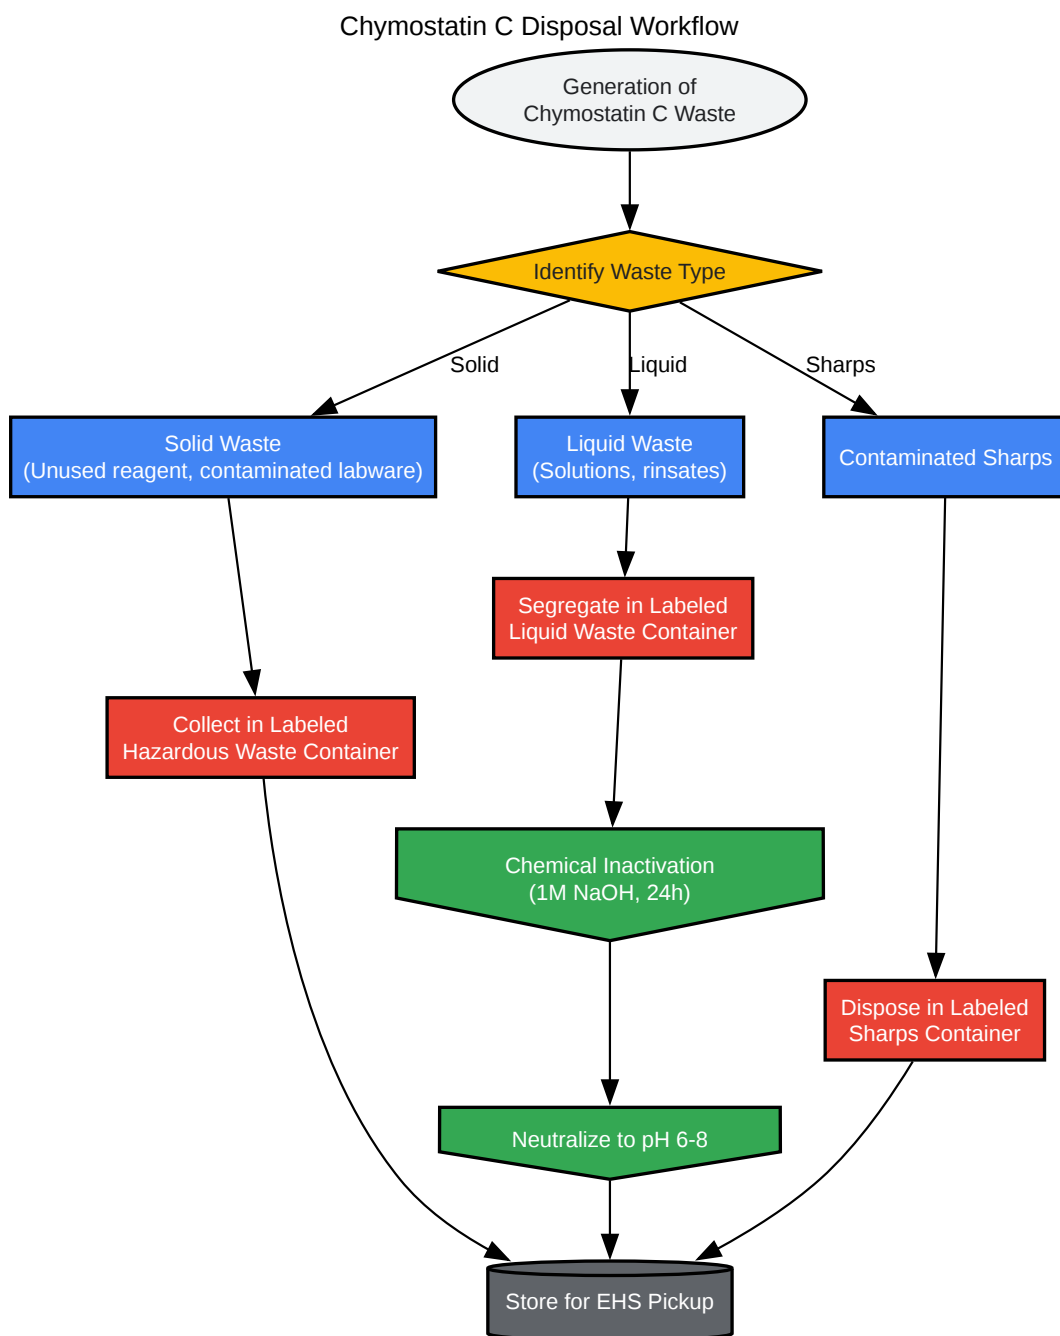 Chymostatin C Disposal Workflow
Generation of
Chymostatin C Waste
Identify Waste Type
Solid
Liquid
Sharps
Solid Waste
(Unused reagent, contaminated labware)
Liquid Waste
(Solutions, rinsates)
Contaminated Sharps
Segregate in Labeled
Liquid Waste Container
Collect in Labeled
Hazardous Waste Container
Chemical Inactivation
(1M NaOH, 24h)
Dispose in Labeled
Sharps Container
Neutralize to pH 6-8
Store for EHS Pickup